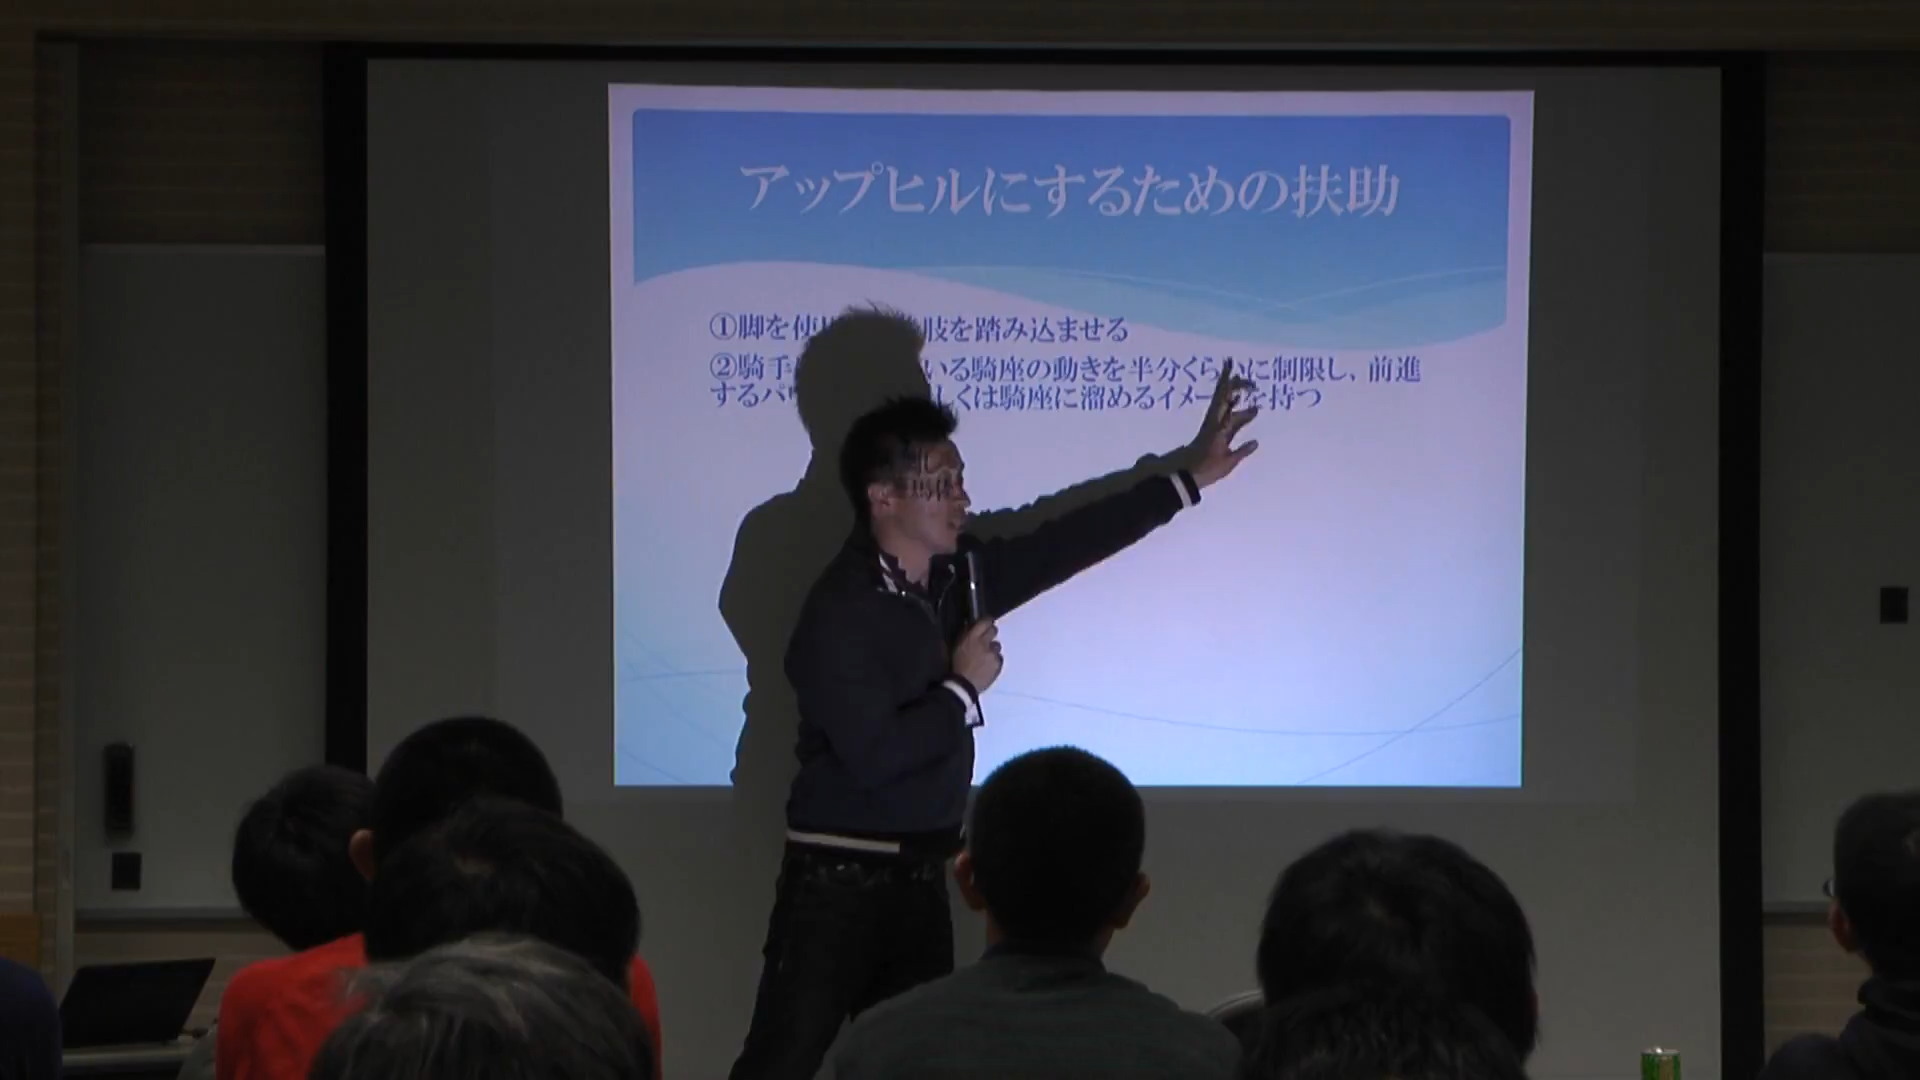 アップヒルにするための扶助
①脚を使 肢を踏み込ませる
②騎手 いる騎座の動きを半分くらいに制限し、前進
するパワ しくは騎座に溜めるイメージを持つ